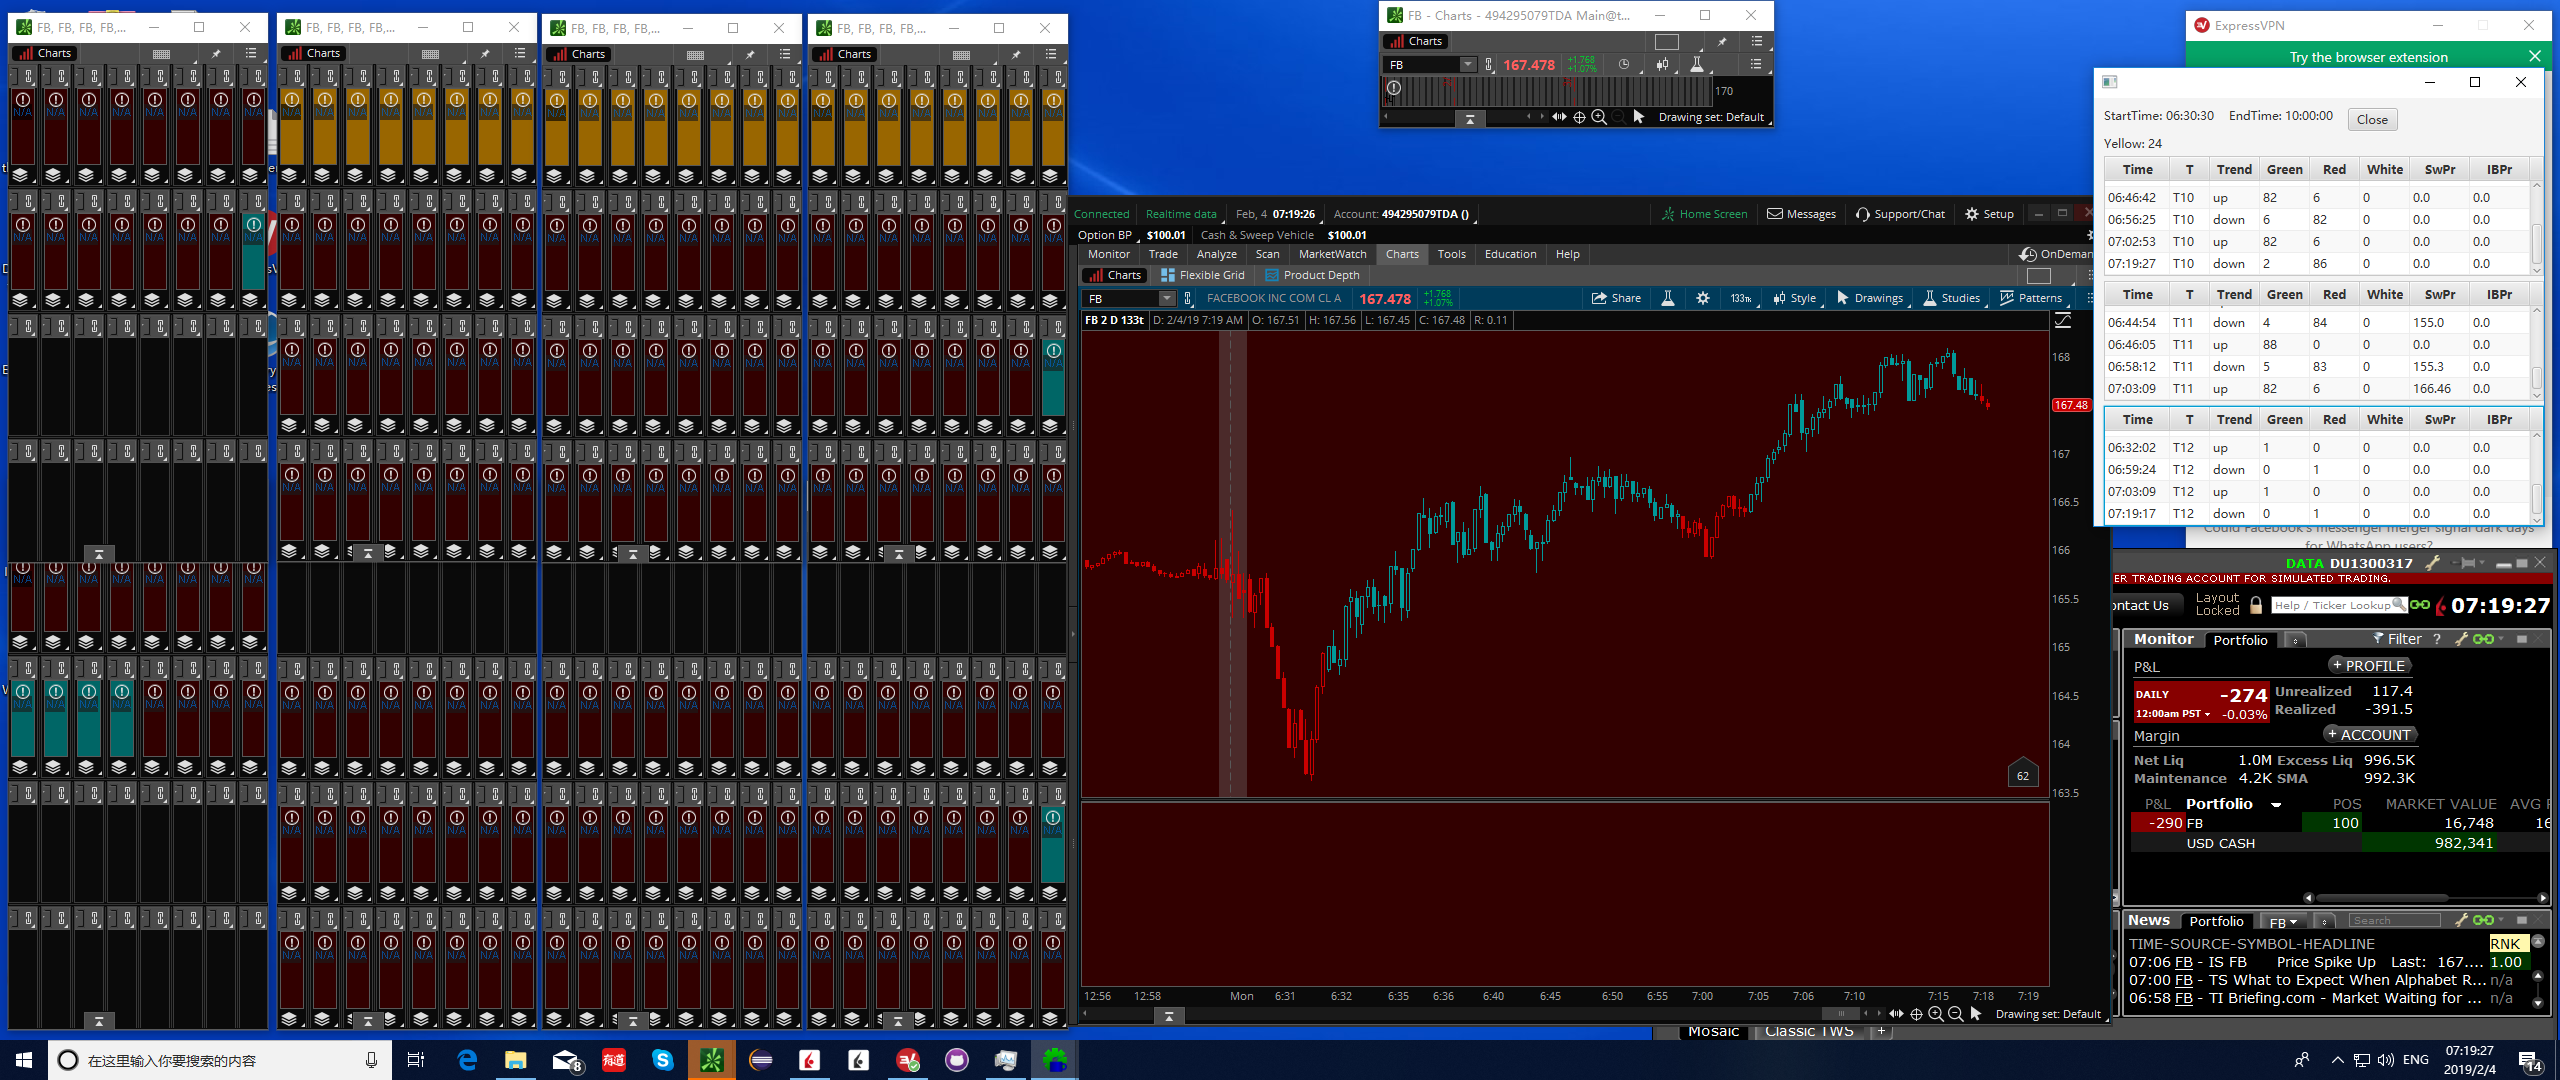 FB, FB, FB, FB,...
Charts
FB, FB, FB, FB,...
Charts
FB, FB, FB, FB,...
Charts
FB, FB, FB, FB,...
Charts
FB - Charts - 494295079TDA Main@t...
Charts
FB 167.478 +1.768 +1.07%
170
Drawing set: Default
ExpressVPN
Try the browser extension
StartTime: 06:30:30 EndTime: 10:00:00 Close
Yellow: 24
Time T Trend Green Red White SwPr IBPr
06:46:42 T10 up 82 6 0 0.0 0.0
06:56:25 T10 down 6 82 0 0.0 0.0
07:02:53 T10 up 82 6 0 0.0 0.0
07:19:27 T10 down 2 86 0 0.0 0.0
Time T Trend Green Red White SwPr IBPr
06:44:54 T11 down 4 84 0 155.0 0.0
06:46:05 T11 up 88 0 0 0.0 0.0
06:58:12 T11 down 5 83 0 155.3 0.0
07:03:09 T11 up 82 6 0 166.46 0.0
Time T Trend Green Red White SwPr IBPr
06:32:02 T12 up 1 0 0 0.0 0.0
06:59:24 T12 down 0 1 0 0.0 0.0
07:03:09 T12 up 1 0 0 0.0 0.0
07:19:17 T12 down 0 1 0 0.0 0.0
Could Facebook's messenger merger signal dark days
for WhatsApp users?
Connected Realtime data Feb, 4 07:19:26 Account: 494295079TDA () Home Screen Messages Support/Chat Setup
Option BP $100.01 Cash & Sweep Vehicle $100.01
Monitor Trade Analyze Scan MarketWatch Charts Tools Education Help OnDeman
Charts Flexible Grid Product Depth
FB FACEBOOK INC COM CL A 167.478 +1.768 +1.07% Share 133tk Style Drawings Studies Patterns
FB 2 D 133t D: 2/4/19 7:19 AM O: 167.51 H: 167.56 L: 167.45 C: 167.48 R: 0.11
168
167.48
167
166.5
166
165.5
165
164.5
164
163.5
62
12:56 12:58 Mon 6:31 6:32 6:35 6:36 6:40 6:45 6:50 6:55 7:00 7:05 7:06 7:10 7:15 7:18 7:19
Drawing set: Default
DATA DU1300317
ER TRADING ACCOUNT FOR SIMULATED TRADING.
ontact Us Layout Locked Help / Ticker Lookup 07:19:27
Monitor Portfolio Filter ?
P&L + PROFILE
DAILY -274 Unrealized 117.4
12:00am PST -0.03% Realized -391.5
Margin + ACCOUNT
Net Liq 1.0M Excess Liq 996.5K
Maintenance 4.2K SMA 992.3K
P&L Portfolio POS MARKET VALUE AVG
-290 FB 100 16,748 16
USD CASH 982,341
News Portfolio FB Search
TIME-SOURCE-SYMBOL-HEADLINE RNK
07:06 FB - IS FB Price Spike Up Last: 167.... 1.00
07:00 FB - TS What to Expect When Alphabet R... n/a
06:58 FB - TI Briefing.com - Market Waiting for ... n/a
Mosaic Classic TWS +
在这里输入你要搜索的内容
8
有道
ENG
07:19:27
2019/2/4
14